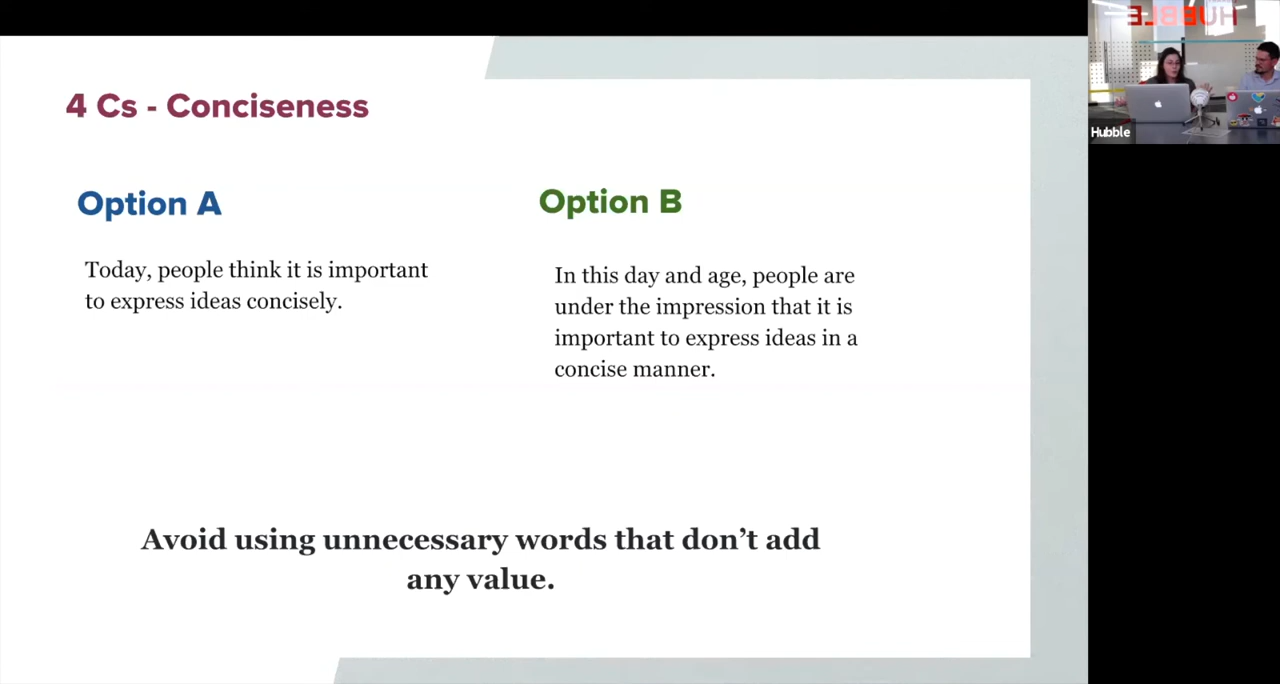 4 Cs - Conciseness
Option A
Today, people think it is important
to express ideas concisely.
Option B
In this day and age, people are
under the impression that it is
important to express ideas in a
concise manner.
Avoid using unnecessary words that don’t add
any value.
HUBBLE
Hubble